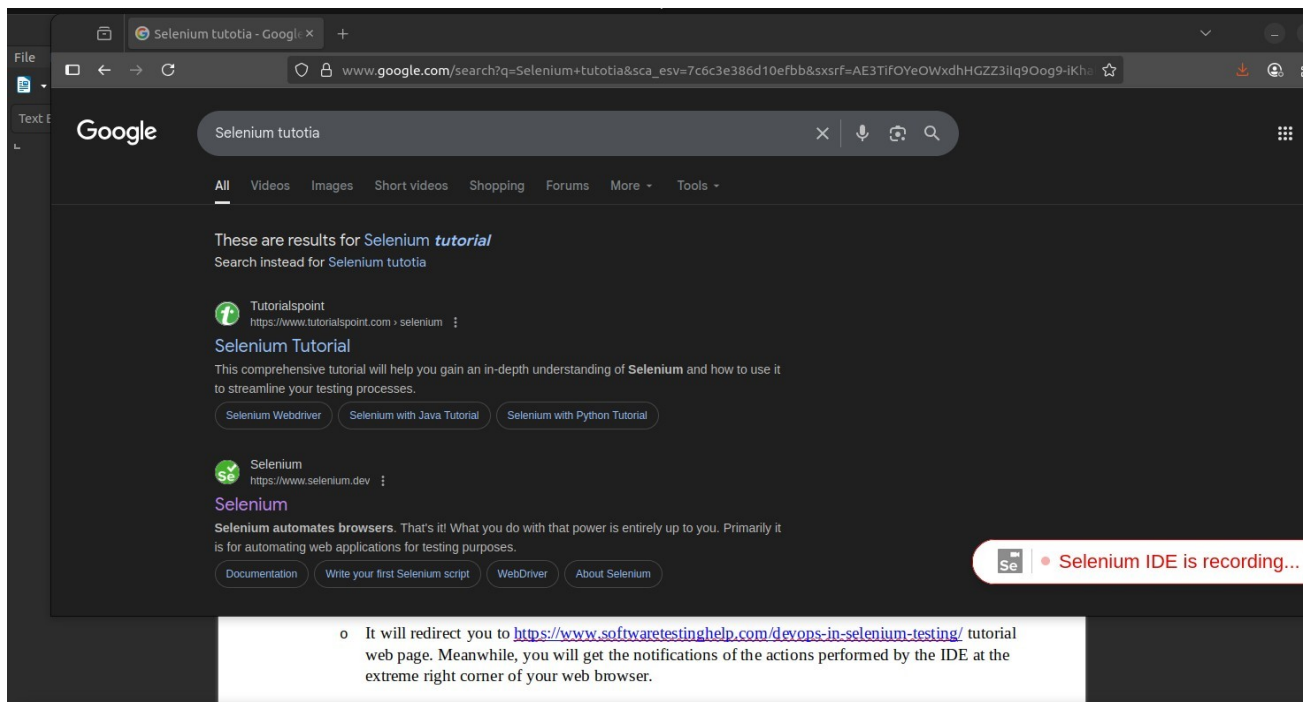 Selenium tutotia - Google
File
www.google.com/search?q=Selenium+tutotia&sca_esv=7c6c3e386d10efbb&sxsrf=AE3TifOYeOWxdhHGZZ3iIq9Oog9-iKha
Text
Google
Selenium tutotia
All Videos Images Short videos Shopping Forums More Tools
These are results for Selenium tutorial
Search instead for Selenium tutotia
Tutorialspoint
https://www.tutorialspoint.com › selenium
Selenium Tutorial
This comprehensive tutorial will help you gain an in-depth understanding of Selenium and how to use it
to streamline your testing processes.
Selenium Webdriver Selenium with Java Tutorial Selenium with Python Tutorial
Se
Selenium
https://www.selenium.dev
Selenium
Selenium automates browsers. That's it! What you do with that power is entirely up to you. Primarily it
is for automating web applications for testing purposes.
Documentation Write your first Selenium script WebDriver About Selenium
Se Selenium IDE is recording...
o It will redirect you to https://www.softwaretestinghelp.com/devops-in-selenium-testing/ tutorial
web page. Meanwhile, you will get the notifications of the actions performed by the IDE at the
extreme right corner of your web browser.